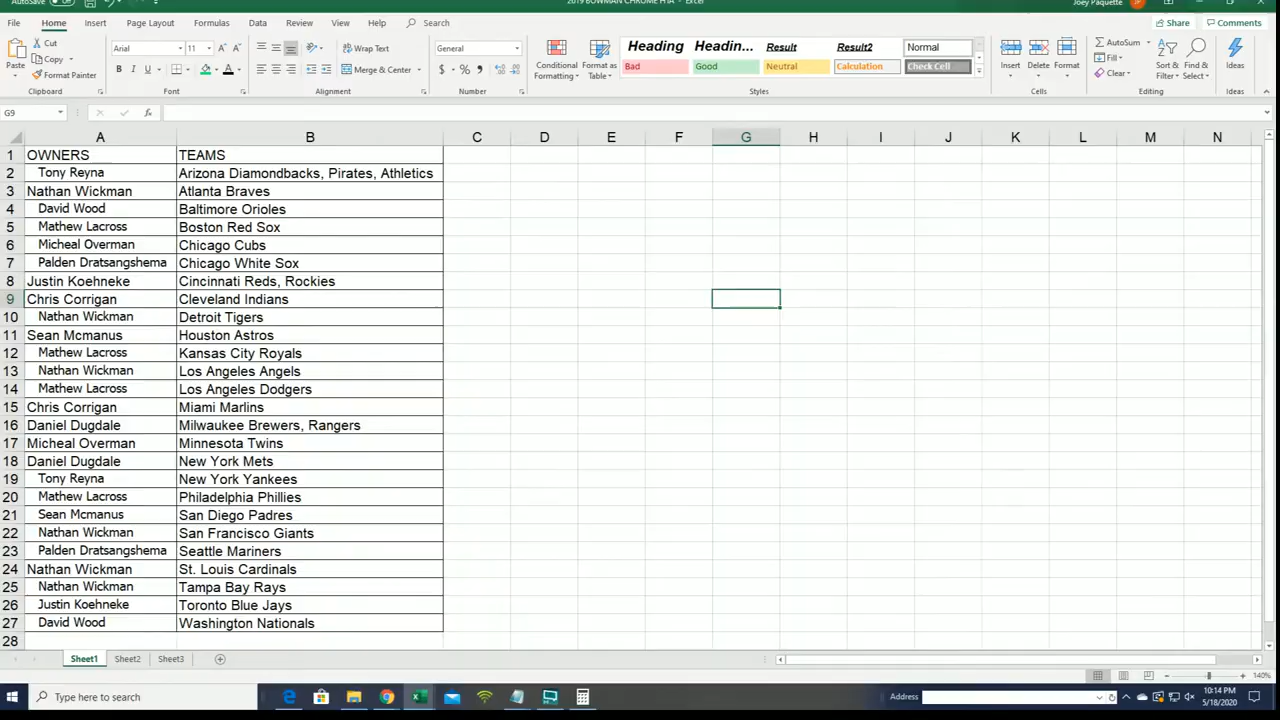 AutoSave Off 2019 BOWMAN CHROME HTA - Excel Joey Paquette JP
File Home Insert Page Layout Formulas Data Review View Help Search Share Comments
Paste Cut Copy Format Painter Clipboard
Arial 11 A A B I U A Font
Wrap Text Merge & Center Alignment
General $ % , Number
Conditional Formatting Format as Table
Heading Headin... Result Result2 Normal
Bad Good Neutral Calculation Check Cell
Styles
Insert Delete Format Cells
AutoSum Fill Clear Sort & Filter Find & Select Editing
Ideas Ideas
G9 fx
A B C D E F G H I J K L M N
1 OWNERS TEAMS
2 Tony Reyna Arizona Diamondbacks, Pirates, Athletics
3 Nathan Wickman Atlanta Braves
4 David Wood Baltimore Orioles
5 Mathew Lacross Boston Red Sox
6 Micheal Overman Chicago Cubs
7 Palden Dratsangshema Chicago White Sox
8 Justin Koehneke Cincinnati Reds, Rockies
9 Chris Corrigan Cleveland Indians
10 Nathan Wickman Detroit Tigers
11 Sean Mcmanus Houston Astros
12 Mathew Lacross Kansas City Royals
13 Nathan Wickman Los Angeles Angels
14 Mathew Lacross Los Angeles Dodgers
15 Chris Corrigan Miami Marlins
16 Daniel Dugdale Milwaukee Brewers, Rangers
17 Micheal Overman Minnesota Twins
18 Daniel Dugdale New York Mets
19 Tony Reyna New York Yankees
20 Mathew Lacross Philadelphia Phillies
21 Sean Mcmanus San Diego Padres
22 Nathan Wickman San Francisco Giants
23 Palden Dratsangshema Seattle Mariners
24 Nathan Wickman St. Louis Cardinals
25 Nathan Wickman Tampa Bay Rays
26 Justin Koehneke Toronto Blue Jays
27 David Wood Washington Nationals
28
Sheet1 Sheet2 Sheet3
140%
Type here to search Address 10:14 PM
5/18/2020